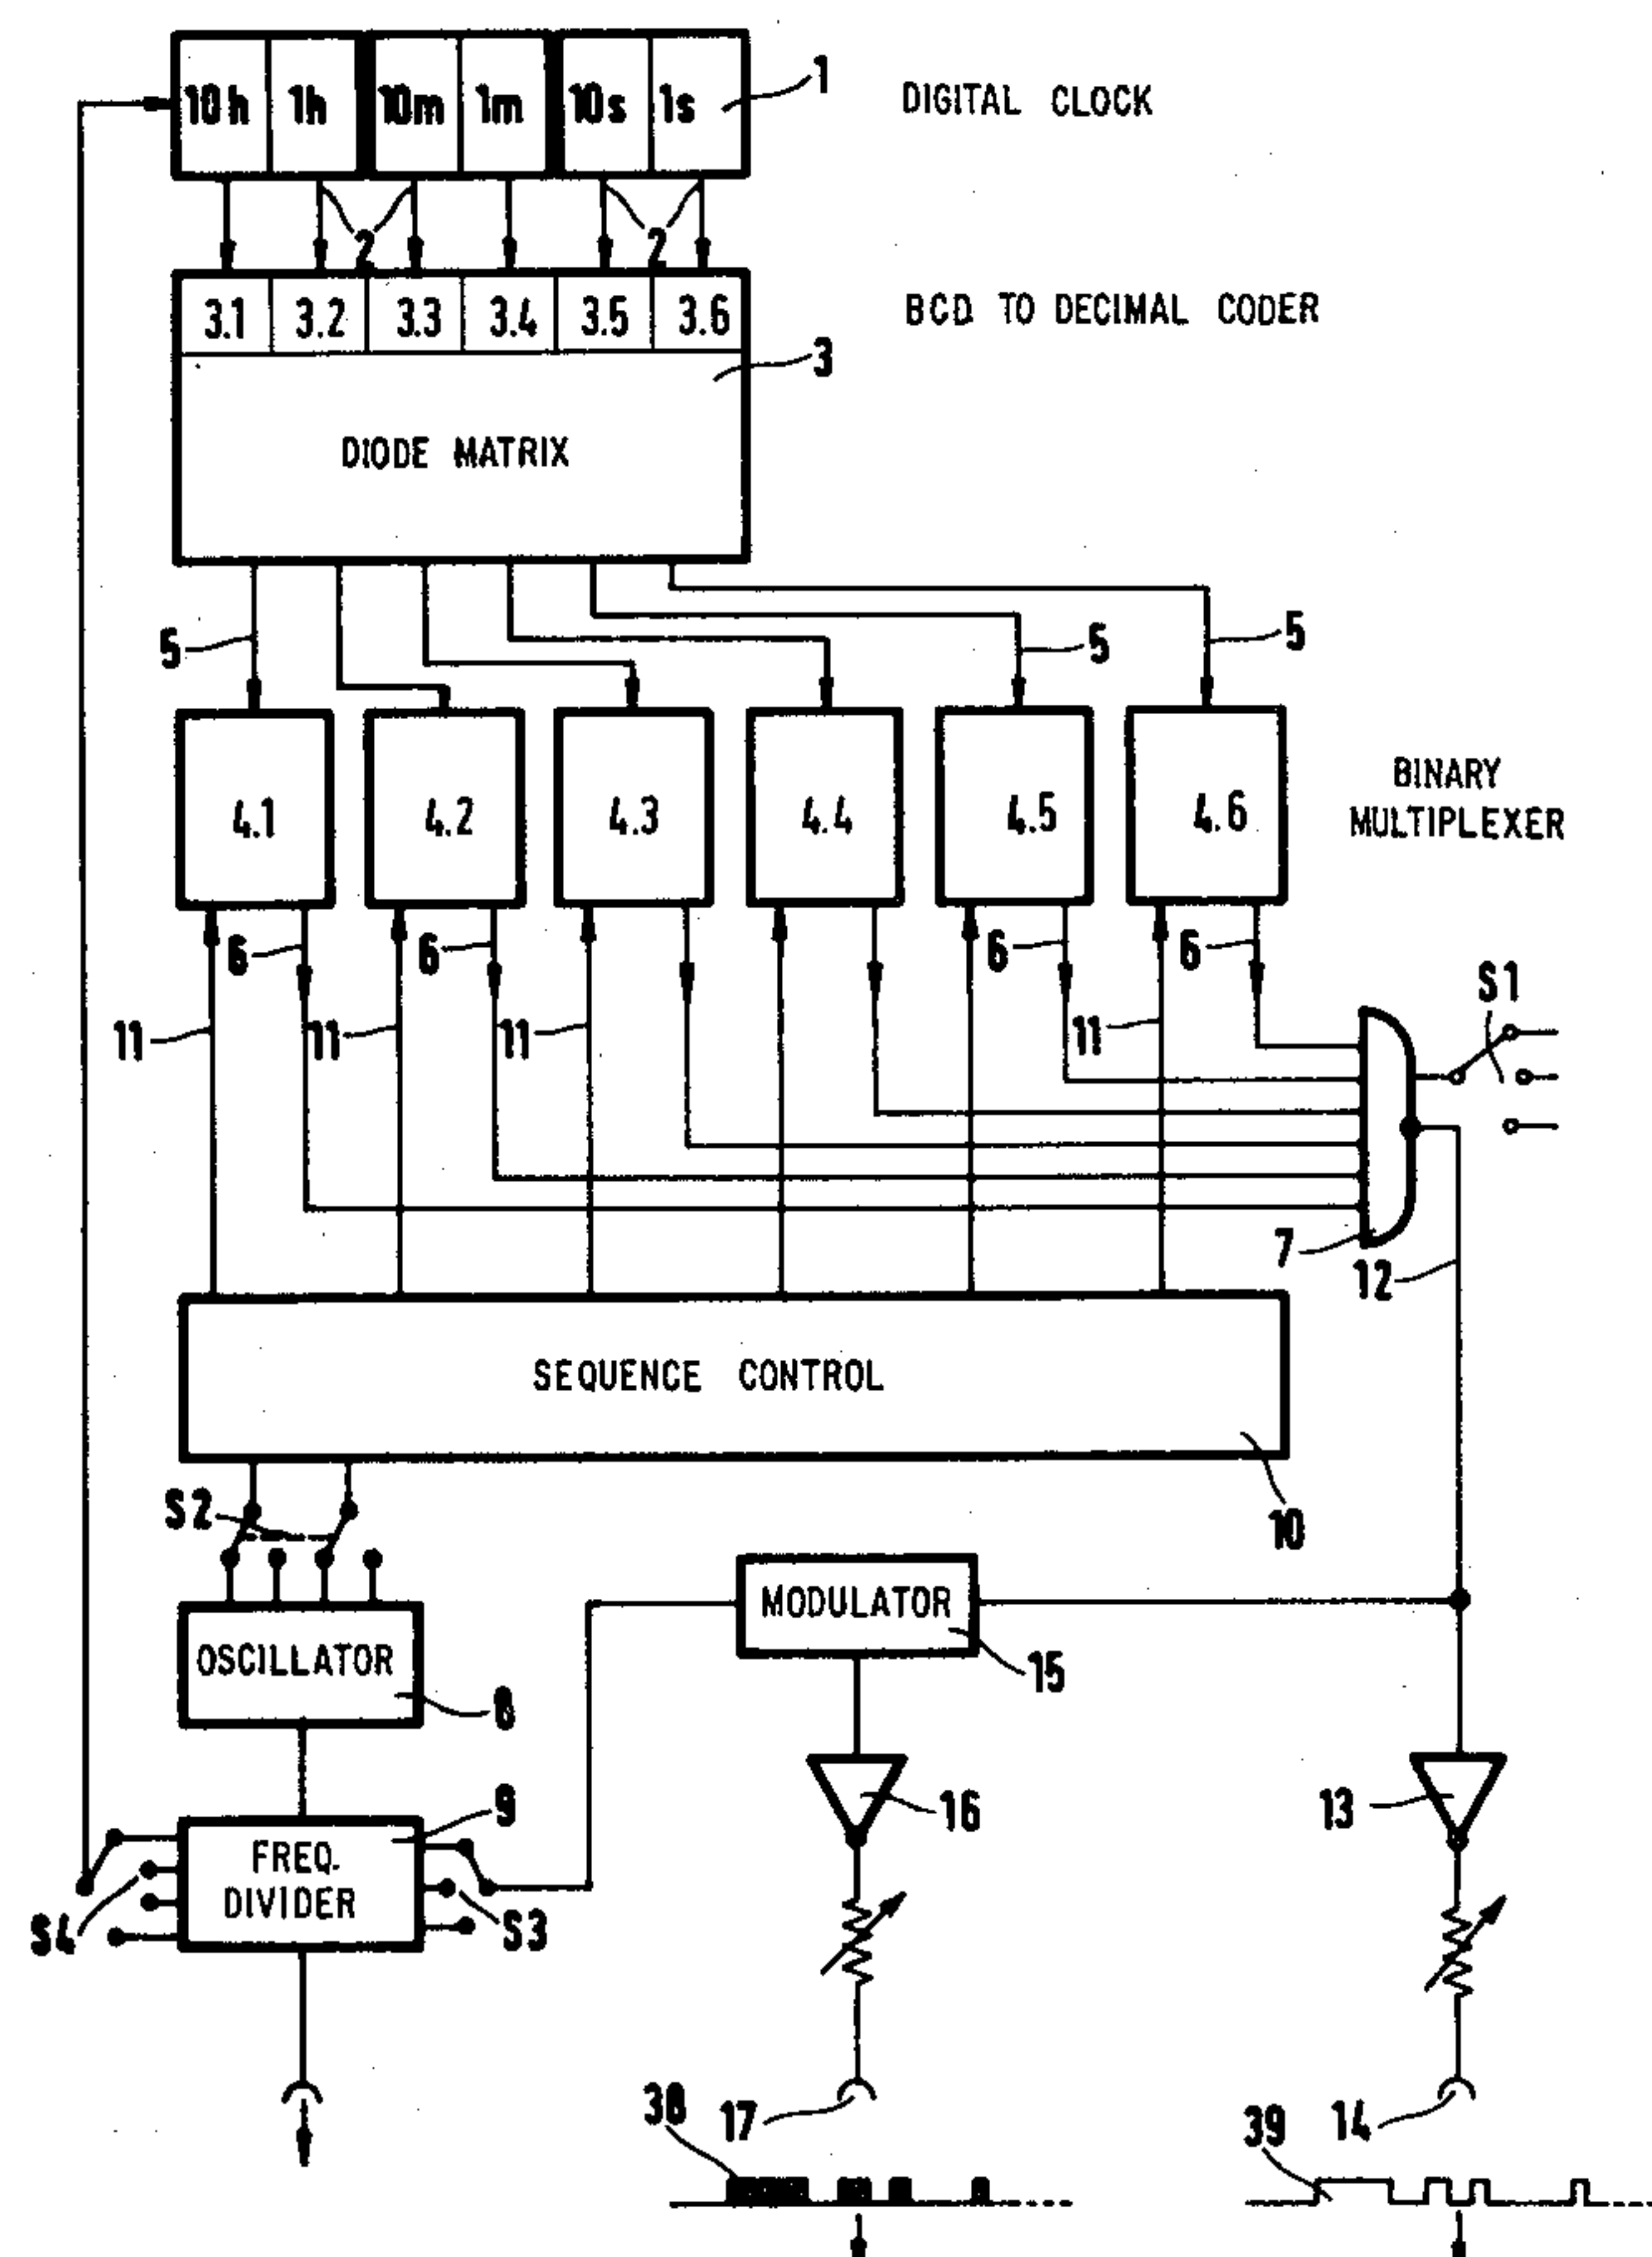 10h 1h 10m 1m 10s 1s
1
DIGITAL CLOCK
2 2
3.1 3.2 3.3 3.4 3.5 3.6
BCD TO DECIMAL CODER
3
DIODE MATRIX
5 5 5
4.1 4.2 4.3 4.4 4.5 4.6
BINARY
MULTIPLEXER
6 6 6 6
S1
11 11 11 11
7
12
SEQUENCE CONTROL
S2
10
MODULATOR
OSCILLATOR
15
8
9
16
13
FREQ.
DIVIDER
S4
S3
38
17
39
14